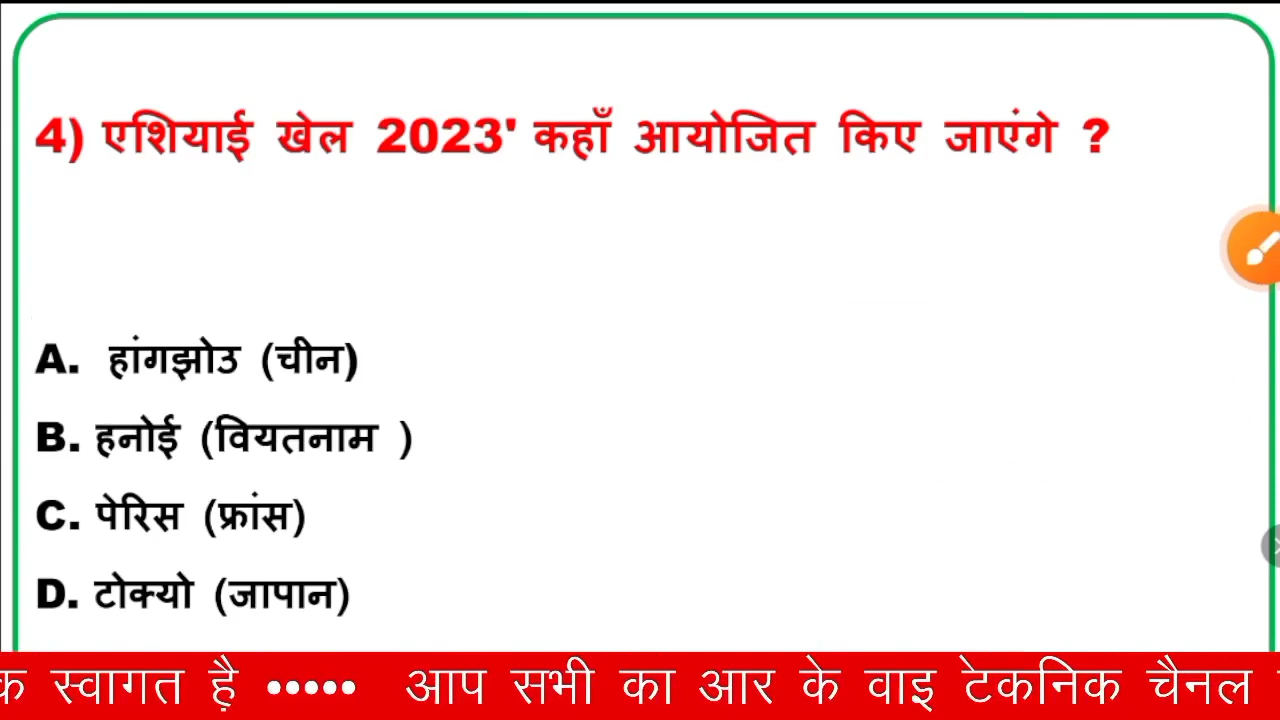 4) एशियाई खेल 2023' कहाँ आयोजित किए जाएंगे ?
A. हांगझोउ (चीन)
B. हनोई (वियतनाम )
C. पेरिस (फ्रांस)
D. टोक्यो (जापान)
स्वागत है ••••• आप सभी का आर के वाइ टेकनिक चैनल